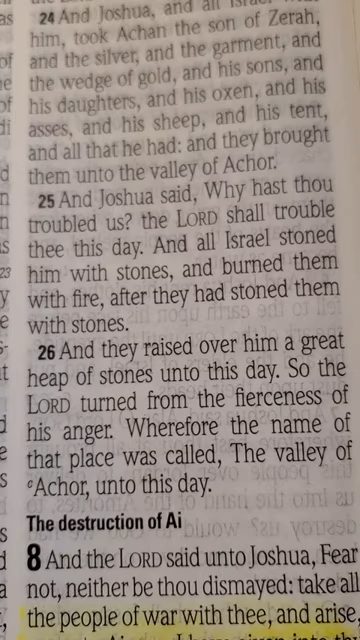 24 And Joshua, and all Israel
him, took Achan the son of Zerah,
and the silver, and the garment, and
the wedge of gold, and his sons, and
his daughters, and his oxen, and his
asses, and his sheep, and his tent,
and all that he had: and they brought
them unto the valley of Achor.
25 And Joshua said, Why hast thou
troubled us? the LORD shall trouble
thee this day. And all Israel stoned
him with stones, and burned them
with fire, after they had stoned them
with stones.
26 And they raised over him a great
heap of stones unto this day. So the
LORD turned from the fierceness of
his anger. Wherefore the name of
that place was called, The valley of
Achor, unto this day.
The destruction of Ai
8 And the LORD said unto Joshua, Fear
not, neither be thou dismayed: take all
the people of war with thee, and arise,